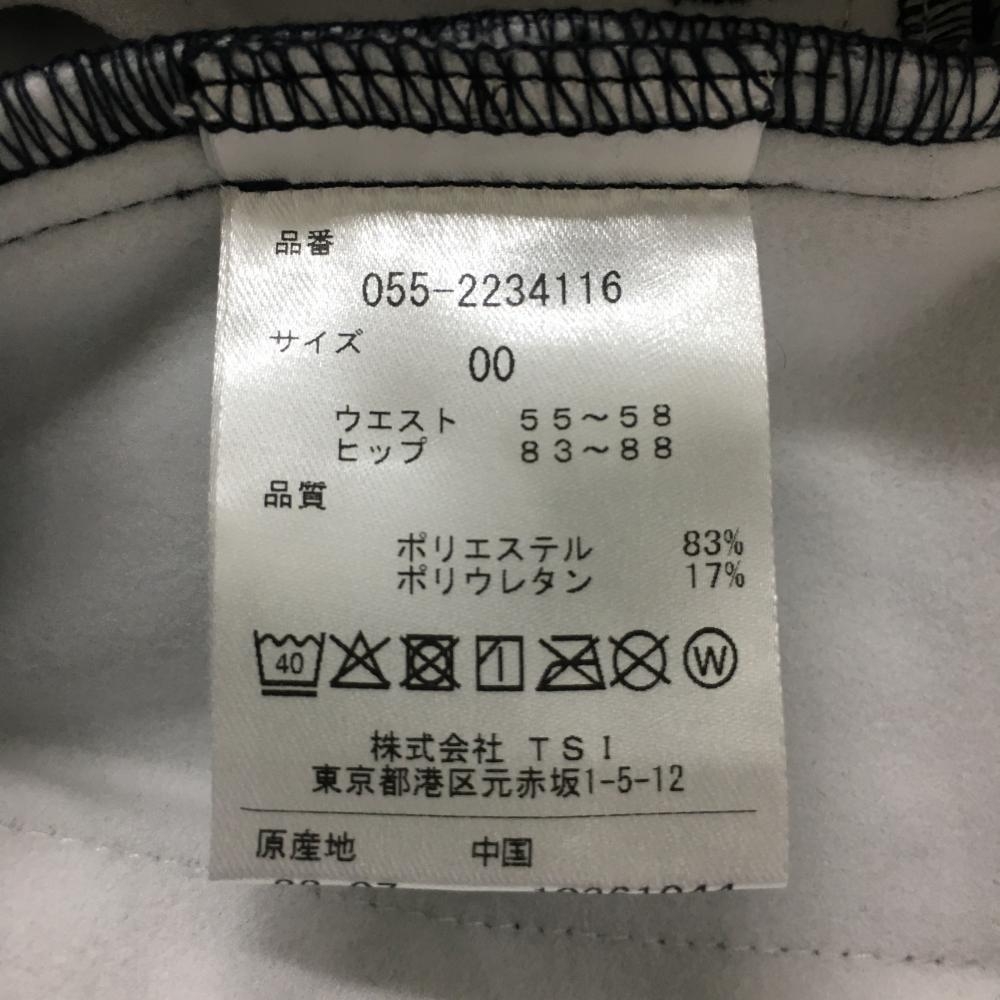 品番
055-2234116
サイズ
00
ウエスト 55～58
ヒップ 83～88
品質
ポリエステル 83%
ポリウレタン 17%
40 W
株式会社 TSI
東京都港区元赤坂1-5-12
原産地 中国